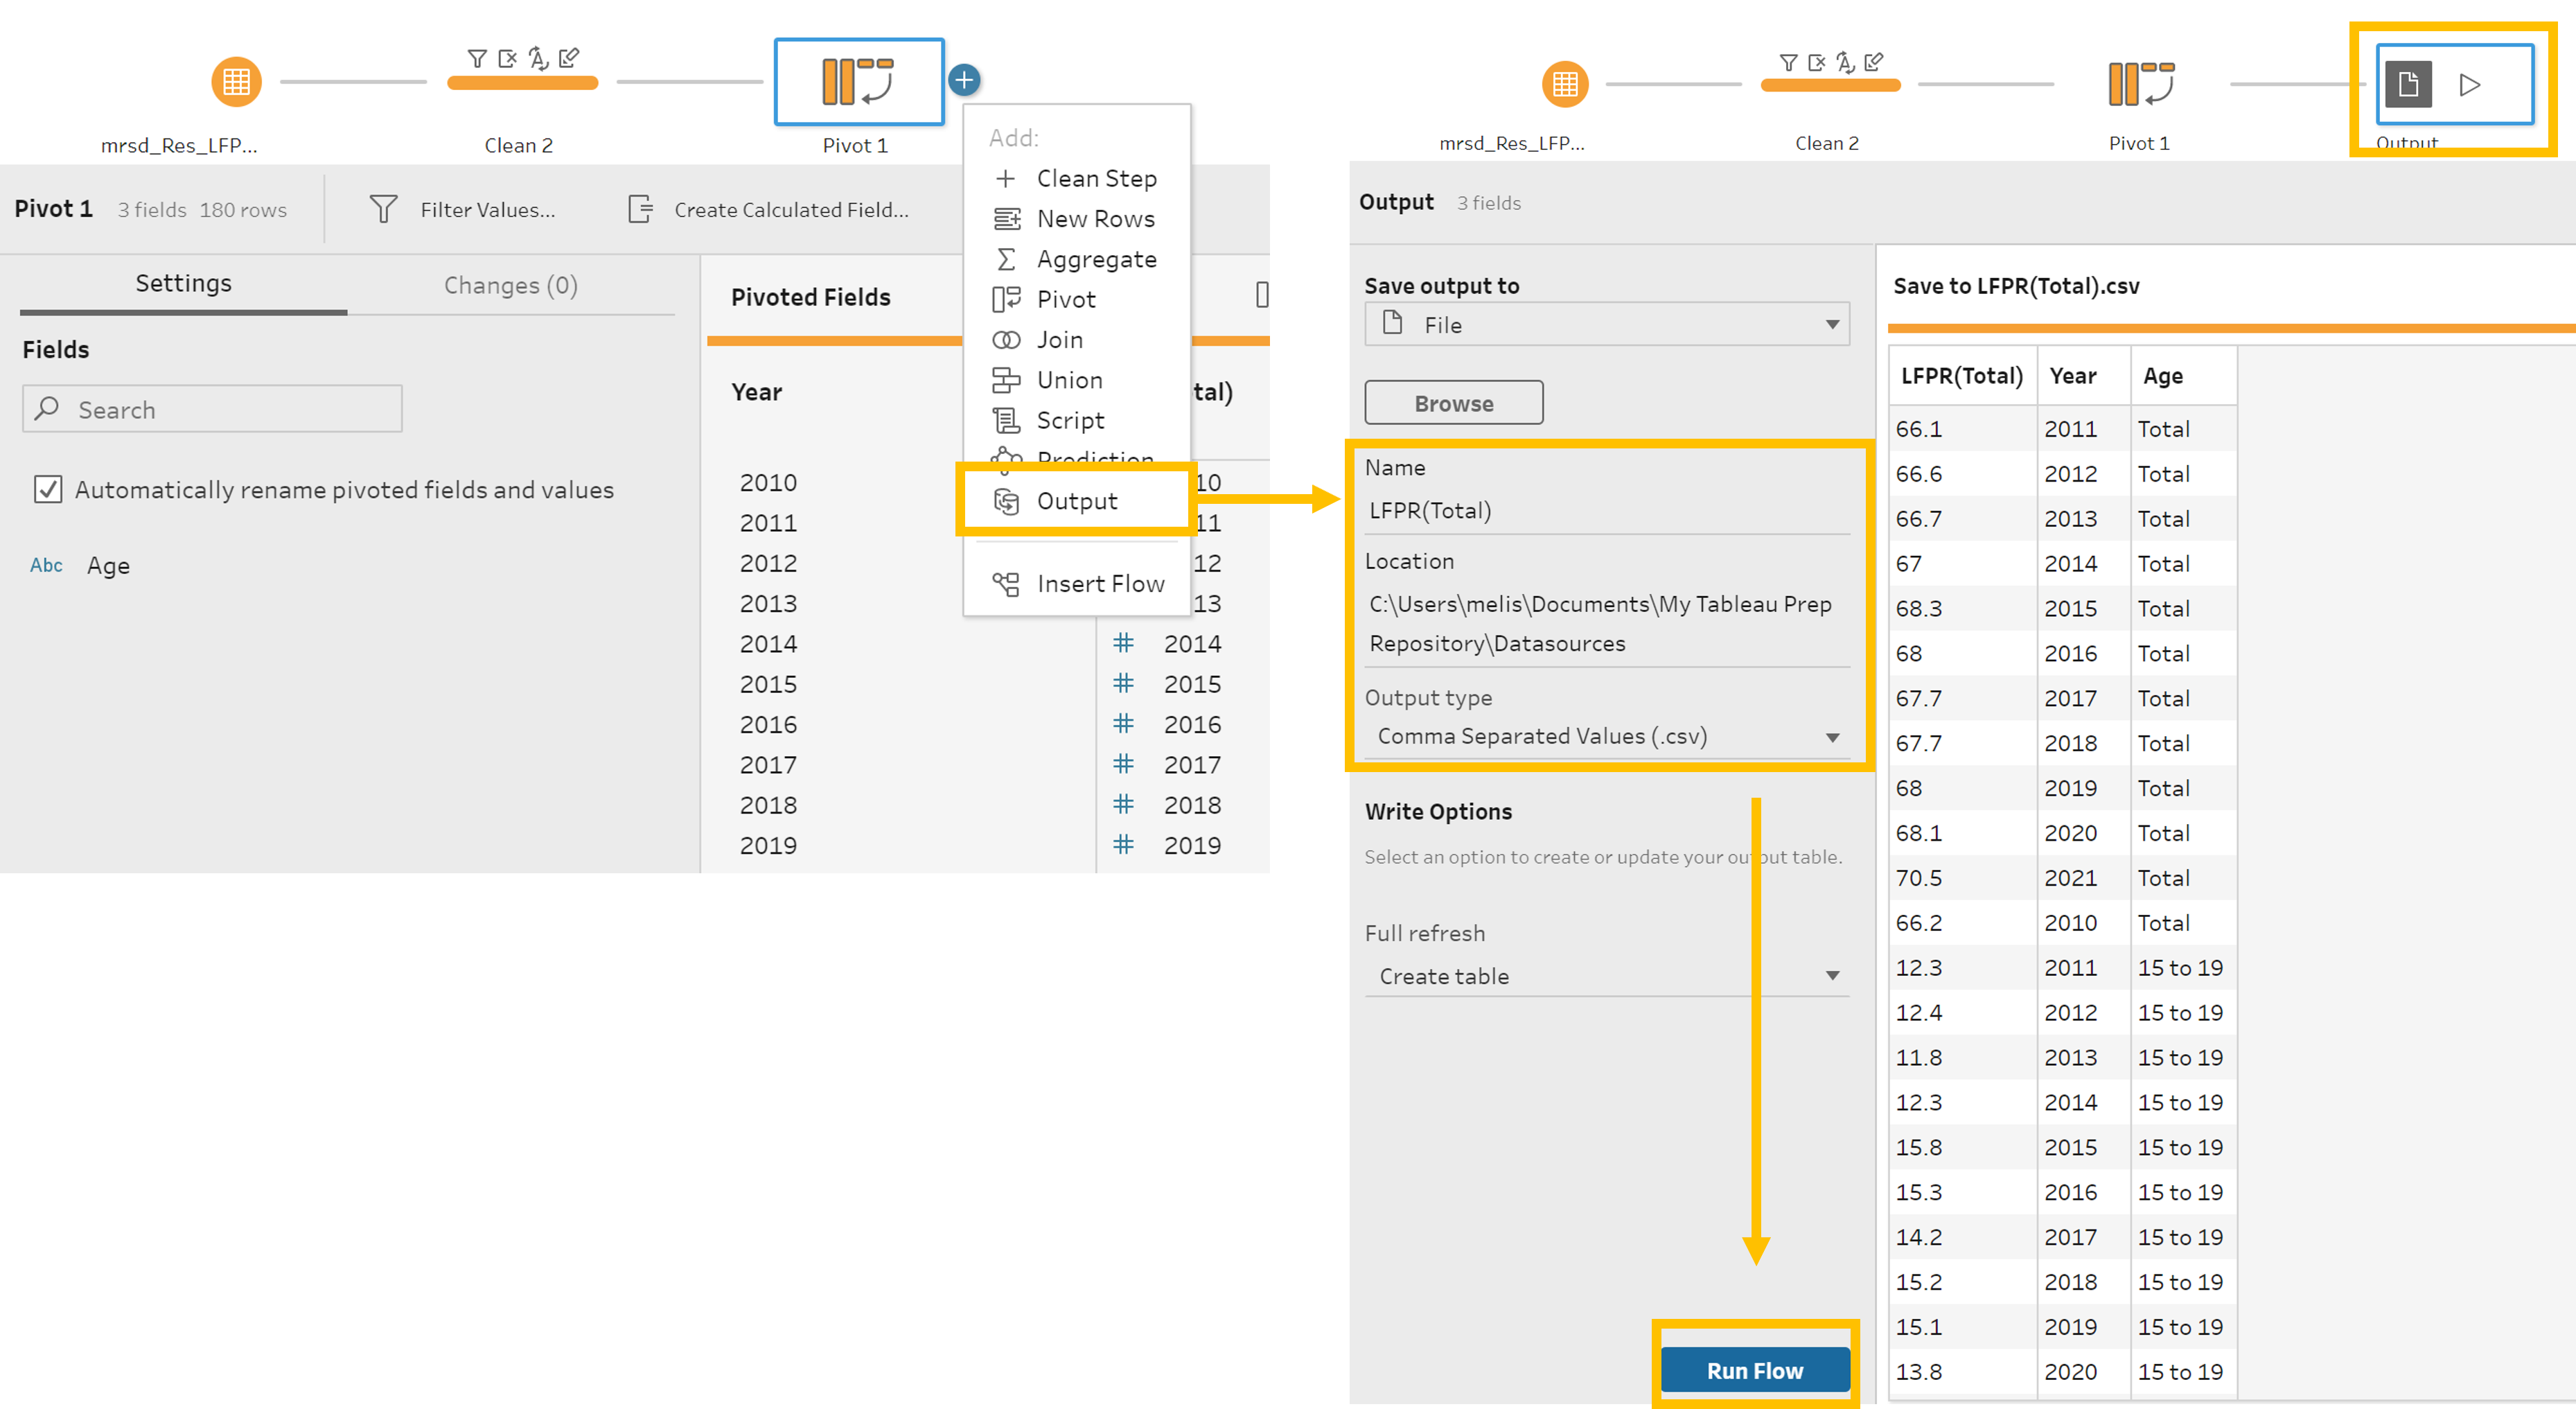 mrsd_Res_LFP...
Clean 2
Pivot 1
Add:
Clean Step
New Rows
Aggregate
Pivot
Join
Union
Script
Prediction
Output
Insert Flow
Pivot 1 3 fields 180 rows
Filter Values...
Create Calculated Field...
Settings
Changes (0)
Fields
Search
Automatically rename pivoted fields and values
Abc Age
Pivoted Fields
Year
tal)
2010 10
2011 11
2012 12
2013 13
2014 # 2014
2015 # 2015
2016 # 2016
2017 # 2017
2018 # 2018
2019 # 2019
mrsd_Res_LFP...
Clean 2
Pivot 1
Output
Output 3 fields
Save output to
File
Browse
Name
LFPR(Total)
Location
C:\Users\melis\Documents\My Tableau Prep
Repository\Datasources
Output type
Comma Separated Values (.csv)
Write Options
Select an option to create or update your output table.
Full refresh
Create table
Run Flow
Save to LFPR(Total).csv
LFPR(Total) Year Age
66.1 2011 Total
66.6 2012 Total
66.7 2013 Total
67 2014 Total
68.3 2015 Total
68 2016 Total
67.7 2017 Total
67.7 2018 Total
68 2019 Total
68.1 2020 Total
70.5 2021 Total
66.2 2010 Total
12.3 2011 15 to 19
12.4 2012 15 to 19
11.8 2013 15 to 19
12.3 2014 15 to 19
15.8 2015 15 to 19
15.3 2016 15 to 19
14.2 2017 15 to 19
15.2 2018 15 to 19
15.1 2019 15 to 19
13.8 2020 15 to 19